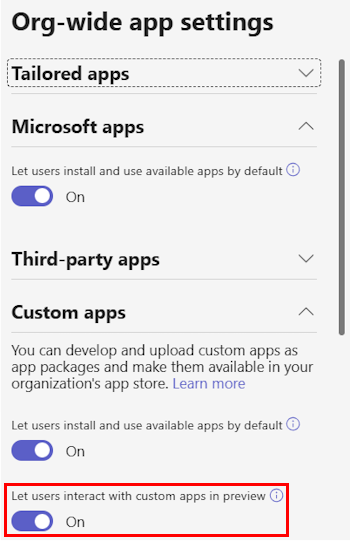 Org-wide app settings
Tailored apps
Microsoft apps
Let users install and use available apps by default
On
Third-party apps
Custom apps
You can develop and upload custom apps as
app packages and make them available in your
organization's app store. Learn more
Let users install and use available apps by default
On
Let users interact with custom apps in preview
On